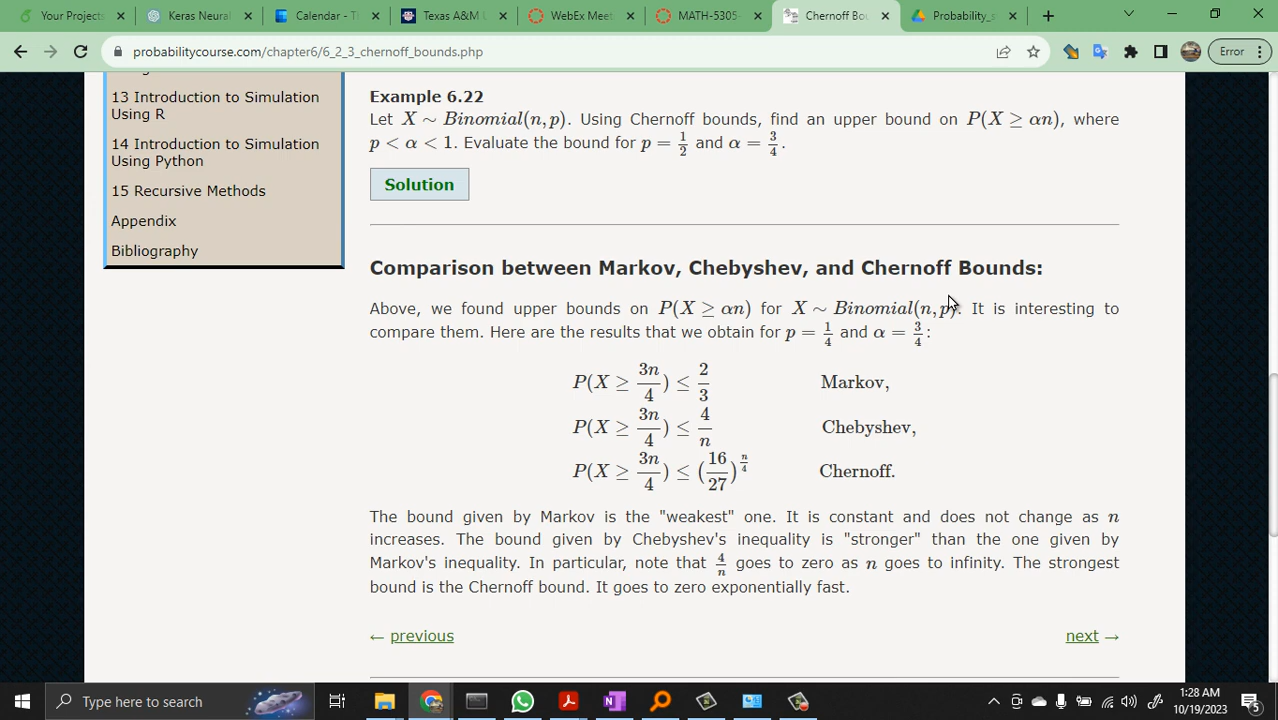 Your Projects
Keras Neural
Calendar - Ti
Texas A&M U
WebEx Meet
MATH-5305-
Chernoff Bou
Probability_s
probabilitycourse.com/chapter6/6_2_3_chernoff_bounds.php
Error
13 Introduction to Simulation
Using R
14 Introduction to Simulation
Using Python
15 Recursive Methods
Appendix
Bibliography
Example 6.22
Let X ∼ Binomial(n, p). Using Chernoff bounds, find an upper bound on P(X ≥ αn), where
p < α < 1. Evaluate the bound for p = 1/2 and α = 3/4.
Solution
Comparison between Markov, Chebyshev, and Chernoff Bounds:
Above, we found upper bounds on P(X ≥ αn) for X ∼ Binomial(n, p). It is interesting to
compare them. Here are the results that we obtain for p = 1/4 and α = 3/4 :
P(X ≥ 3n/4) ≤ 2/3 Markov,
P(X ≥ 3n/4) ≤ 4/n Chebyshev,
P(X ≥ 3n/4) ≤ (16/27)^(n/4) Chernoff.
The bound given by Markov is the "weakest" one. It is constant and does not change as n
increases. The bound given by Chebyshev's inequality is "stronger" than the one given by
Markov's inequality. In particular, note that 4/n goes to zero as n goes to infinity. The strongest
bound is the Chernoff bound. It goes to zero exponentially fast.
← previous
next →
Type here to search
1:28 AM
10/19/2023
5